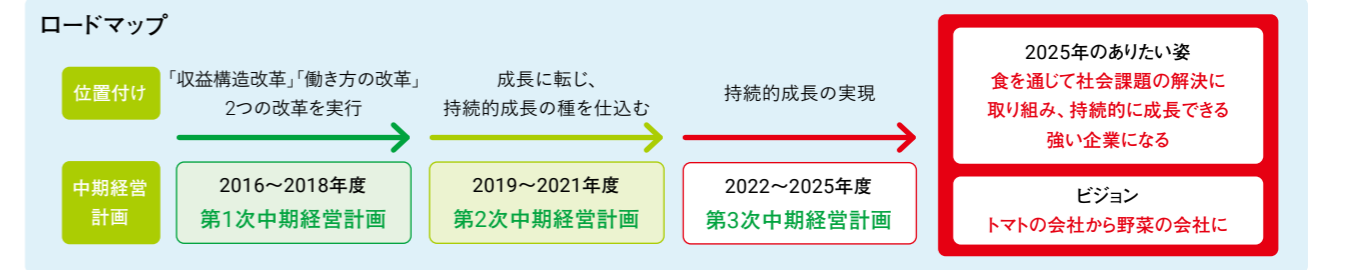 ロードマップ
位置付け
「収益構造改革」「働き方の改革」
2つの改革を実行
成長に転じ、
持続的成長の種を仕込む
持続的成長の実現
中期経営
計画
2016～2018年度
第1次中期経営計画
2019～2021年度
第2次中期経営計画
2022～2025年度
第3次中期経営計画
2025年のありたい姿
食を通じて社会課題の解決に
取り組み、持続的に成長できる
強い企業になる
ビジョン
トマトの会社から野菜の会社に